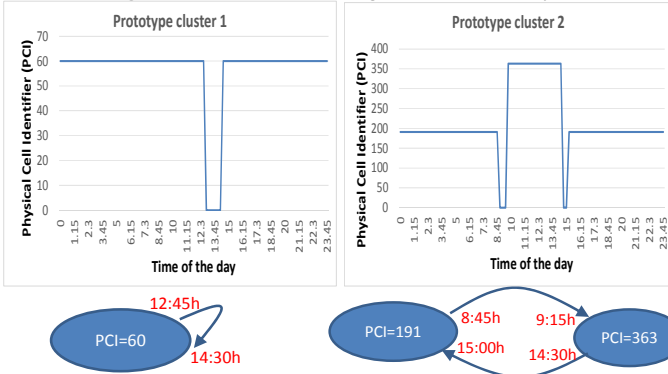 Prototype cluster 1
Physical Cell Identifier (PCI)
70
60
50
40
30
20
10
0
0 1.15 2.3 3.45 5 6.15 7.3 8.45 10 11.15 12.3 13.45 15 16.15 17.3 18.45 20 21.15 22.3 23.45
Time of the day
Prototype cluster 2
Physical Cell Identifier (PCI)
400
350
300
250
200
150
100
50
0
0 1.15 2.3 3.45 5 6.15 7.3 8.45 10 11.15 12.3 13.45 15 16.15 17.3 18.45 20 21.15 22.3 23.45
Time of the day
12:45h
PCI=60
14:30h
PCI=191
8:45h
9:15h
PCI=363
15:00h
14:30h